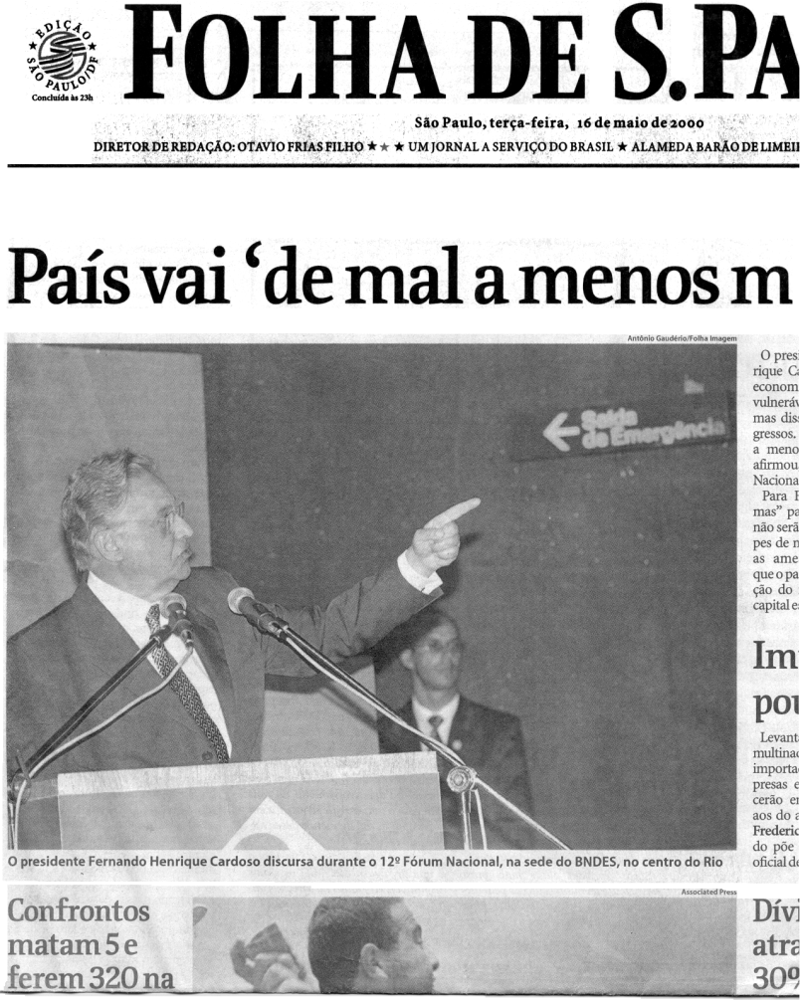 EDIÇÃO
SÃO PAULO/DF
Concluída às 23h
FOLHA DE S.PA
São Paulo, terça-feira, 16 de maio de 2000
DIRETOR DE REDAÇÃO: OTAVIO FRIAS FILHO ★ ★ ★ UM JORNAL A SERVIÇO DO BRASIL ★ ALAMEDA BARÃO DE LIMEI
País vai ‘de mal a menos m
Antônio Gaudério/Folha Imagem
Saída
de Emergência
O presidente Fernando Henrique Cardoso discursa durante o 12º Fórum Nacional, na sede do BNDES, no centro do Rio
O pres
rique Ca
econom
vulneráv
mas diss
gressos.
a meno
afirmou
Naciona
Para F
mas” pa
não serã
pes de n
as ame
que o pa
ção do
capital e
Im
pou
Levant
multinac
importa
presas e
cerão e
aos do a
Frederic
do põe
oficial de
Confrontos
matam 5 e
ferem 320 na
Associated Press
Dívi
atra
30%